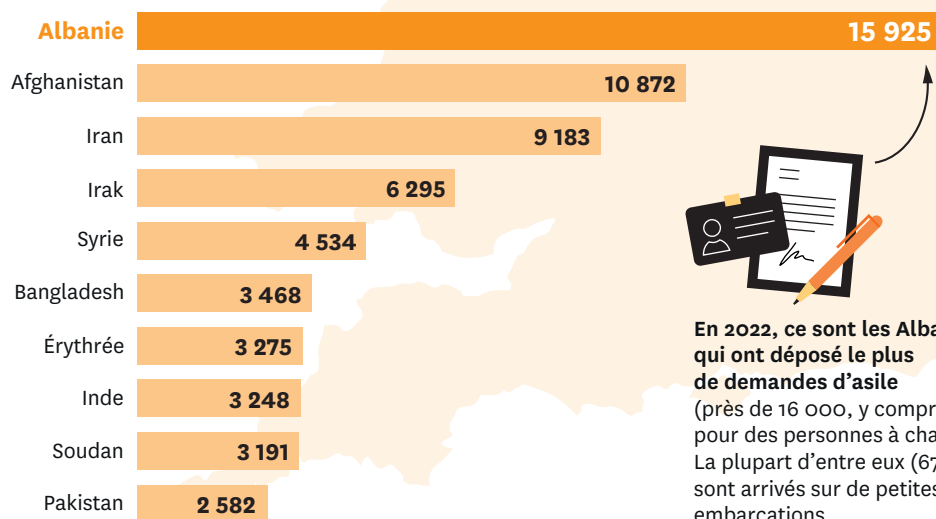 Albanie 15 925
Afghanistan 10 872
Iran 9 183
Irak 6 295
Syrie 4 534
Bangladesh 3 468
Érythrée 3 275
Inde 3 248
Soudan 3 191
Pakistan 2 582
En 2022, ce sont les
qui ont déposé le plus
de demandes d'asile
(près de 16 000, y
pour des personnes à
La plupart d'entre eux
sont arrivés sur de petites
embarcations